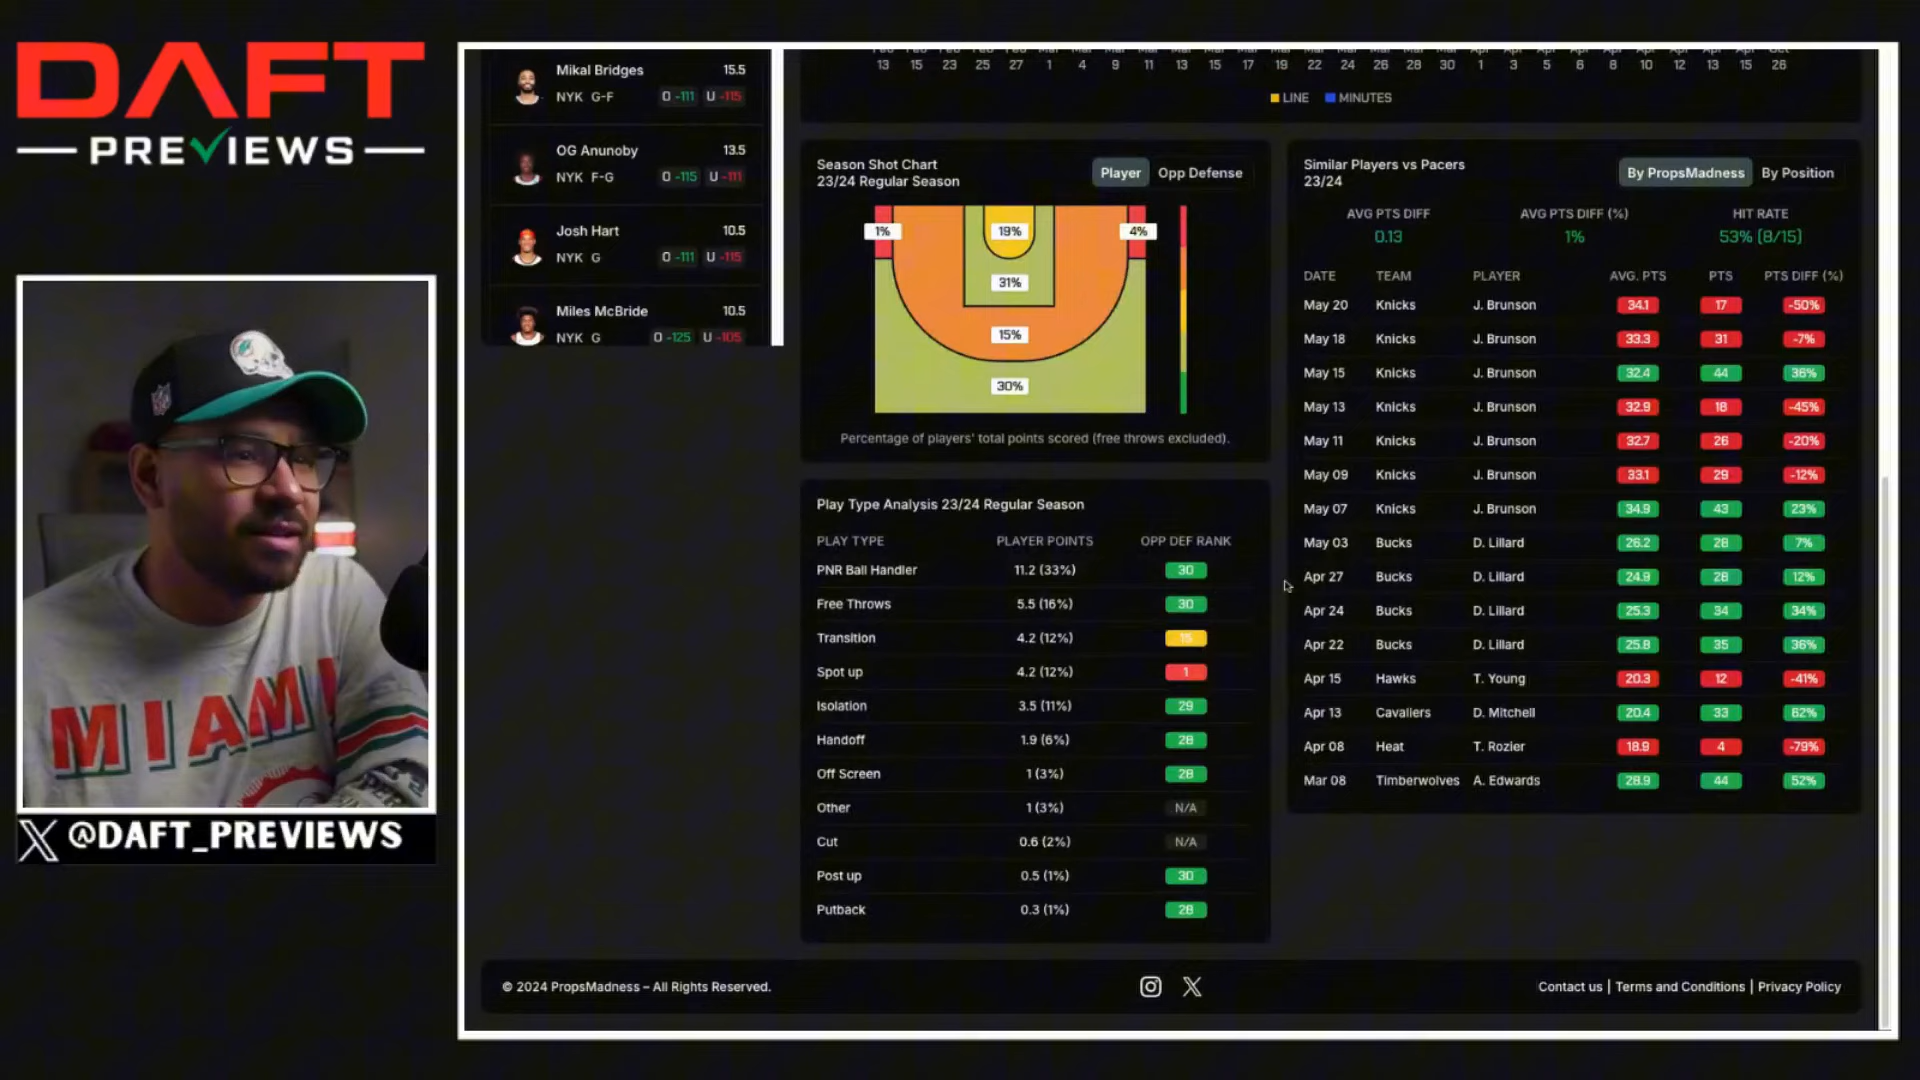 DAFT
PREVIEWS
MIAMI
@DAFT_PREVIEWS
Mikal Bridges 15.5
NYK G-F O -111 U -115
OG Anunoby 13.5
NYK F-G O -115 U -111
Josh Hart 10.5
NYK G O -111 U -115
Miles McBride 10.5
NYK G O -125 U -105
13 15 23 25 27 1 4 9 11 13 15 17 19 22 24 26 28 30 1 3 5 6 8 10 12 13 15 26
LINE MINUTES
Season Shot Chart
23/24 Regular Season
Player Opp Defense
1% 19% 4%
31%
15%
30%
Percentage of players' total points scored (free throws excluded).
Play Type Analysis 23/24 Regular Season
PLAY TYPE PLAYER POINTS OPP DEF RANK
PNR Ball Handler 11.2 (33%) 30
Free Throws 5.5 (16%) 30
Transition 4.2 (12%) 15
Spot up 4.2 (12%) 1
Isolation 3.5 (11%) 29
Handoff 1.9 (6%) 28
Off Screen 1 (3%) 28
Other 1 (3%) N/A
Cut 0.6 (2%) N/A
Post up 0.5 (1%) 30
Putback 0.3 (1%) 28
Similar Players vs Pacers
23/24
By PropsMadness By Position
AVG PTS DIFF AVG PTS DIFF (%) HIT RATE
0.13 1% 53% (8/15)
DATE TEAM PLAYER AVG. PTS PTS PTS DIFF (%)
May 20 Knicks J. Brunson 34.1 17 -50%
May 18 Knicks J. Brunson 33.3 31 -7%
May 15 Knicks J. Brunson 32.4 44 36%
May 13 Knicks J. Brunson 32.9 18 -45%
May 11 Knicks J. Brunson 32.7 26 -20%
May 09 Knicks J. Brunson 33.1 29 -12%
May 07 Knicks J. Brunson 34.9 43 23%
May 03 Bucks D. Lillard 26.2 28 7%
Apr 27 Bucks D. Lillard 24.9 28 12%
Apr 24 Bucks D. Lillard 25.3 34 34%
Apr 22 Bucks D. Lillard 25.8 35 36%
Apr 15 Hawks T. Young 20.3 12 -41%
Apr 13 Cavaliers D. Mitchell 20.4 33 62%
Apr 08 Heat T. Rozier 18.9 4 -79%
Mar 08 Timberwolves A. Edwards 28.9 44 52%
© 2024 PropsMadness – All Rights Reserved.
Contact us | Terms and Conditions | Privacy Policy